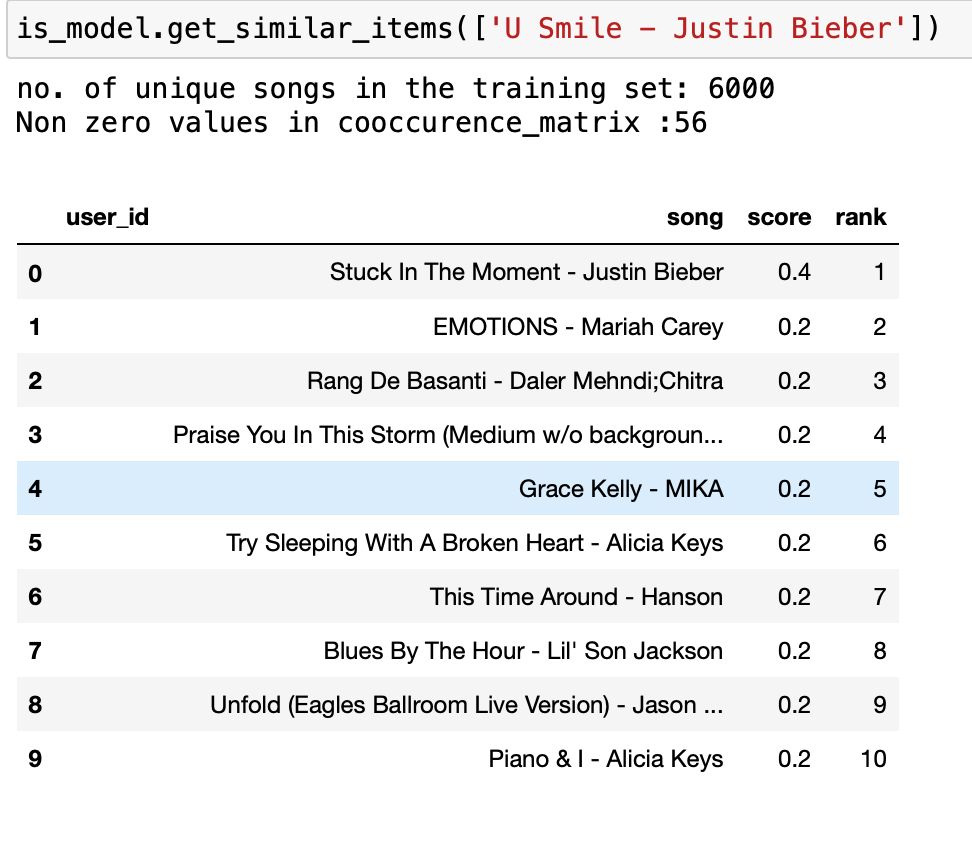 is_model.get_similar_items(['U Smile - Justin Bieber'])
no. of unique songs in the training set: 6000
Non zero values in cooccurence_matrix :56
user_id song score rank
0 Stuck In The Moment - Justin Bieber 0.4 1
1 EMOTIONS - Mariah Carey 0.2 2
2 Rang De Basanti - Daler Mehndi;Chitra 0.2 3
3 Praise You In This Storm (Medium w/o backgroun... 0.2 4
4 Grace Kelly - MIKA 0.2 5
5 Try Sleeping With A Broken Heart - Alicia Keys 0.2 6
6 This Time Around - Hanson 0.2 7
7 Blues By The Hour - Lil' Son Jackson 0.2 8
8 Unfold (Eagles Ballroom Live Version) - Jason ... 0.2 9
9 Piano & I - Alicia Keys 0.2 10